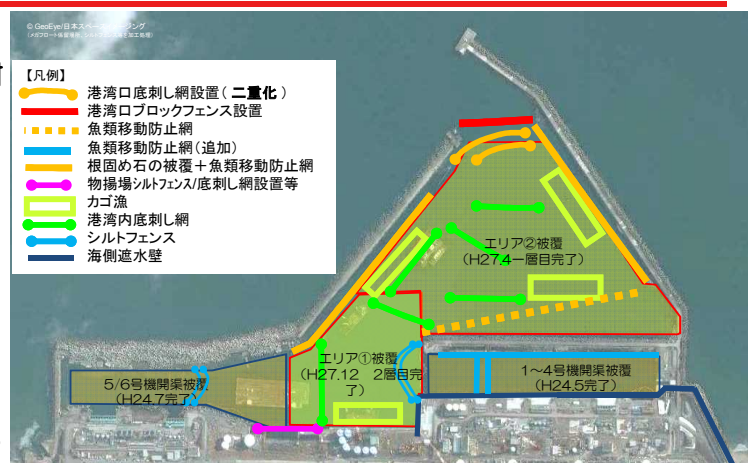 © GeoEye/日本スペースイメージング
【凡例】
港湾口底刺し網設置( 二重化 )
港湾口ブロックフェンス設置
魚類移動防止網
魚類移動防止網(追加)
根固め石の被覆+魚類移動防止網
物揚場シルトフェンス/底刺し網設置等
カゴ漁
港湾内底刺し網
シルトフェンス
海側遮水壁
エリア②被覆
(H27.4一層目完了)
エリア①被覆
(H27.12 2層目完
了)
5/6号機開渠被覆
(H24.7完了)
1~4号機開渠被覆
(H24.5完了)